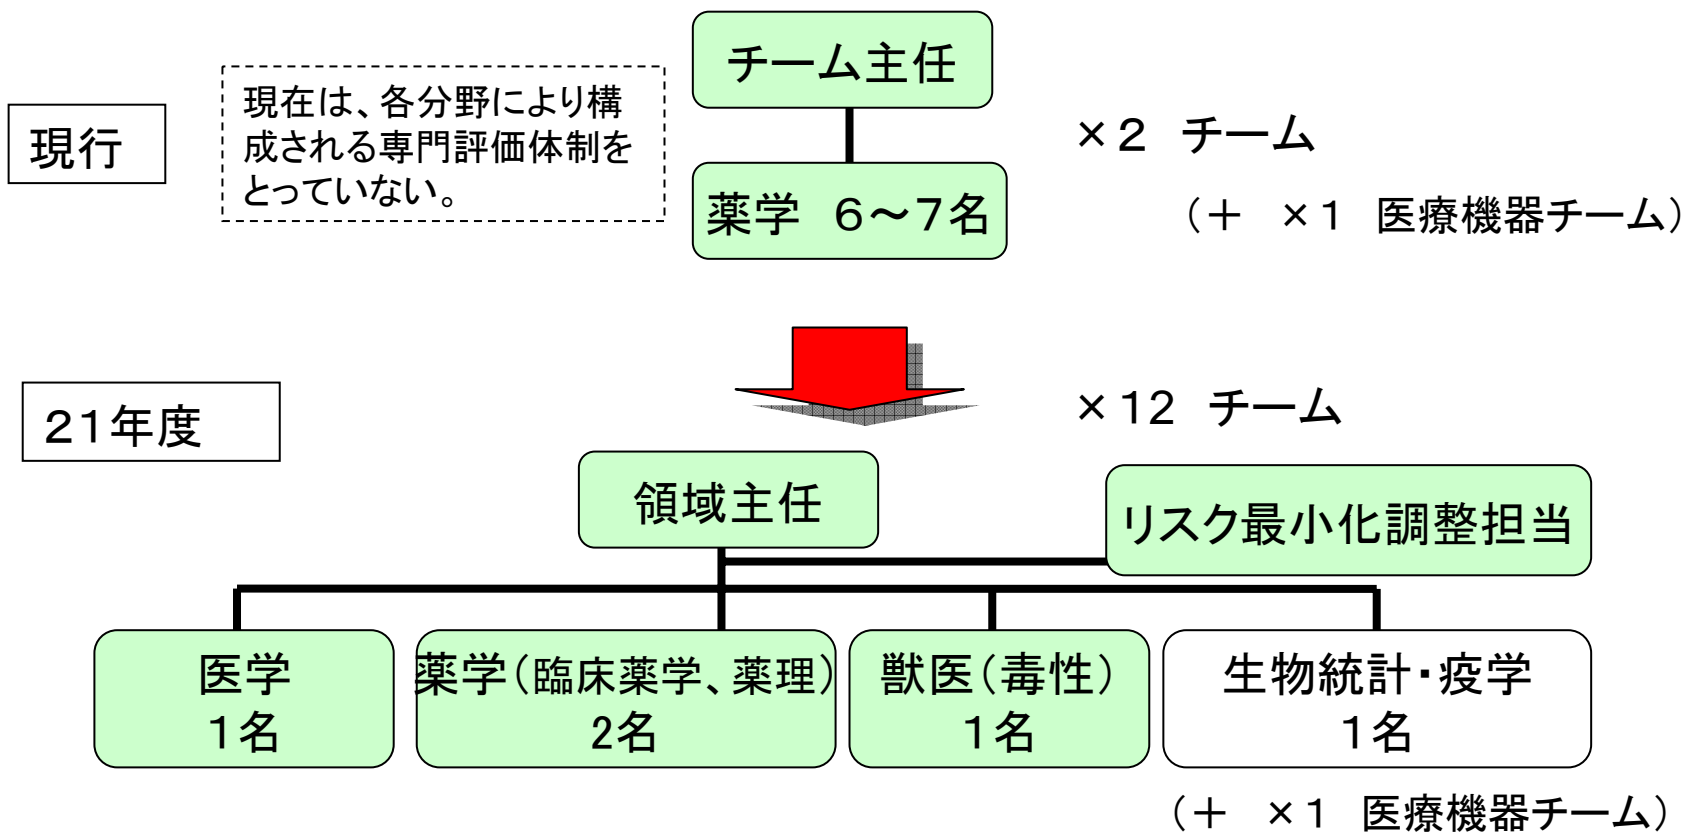 チーム主任
現行
現在は、各分野により構
成される専門評価体制を
とっていない。
×２ チーム
薬学 ６～７名
（＋ ×１ 医療機器チーム）
２１年度
×12 チーム
領域主任
リスク最小化調整担当
医学
１名
薬学（臨床薬学、薬理）
2名
獣医（毒性）
１名
生物統計・疫学
１名
（＋ ×１ 医療機器チーム）